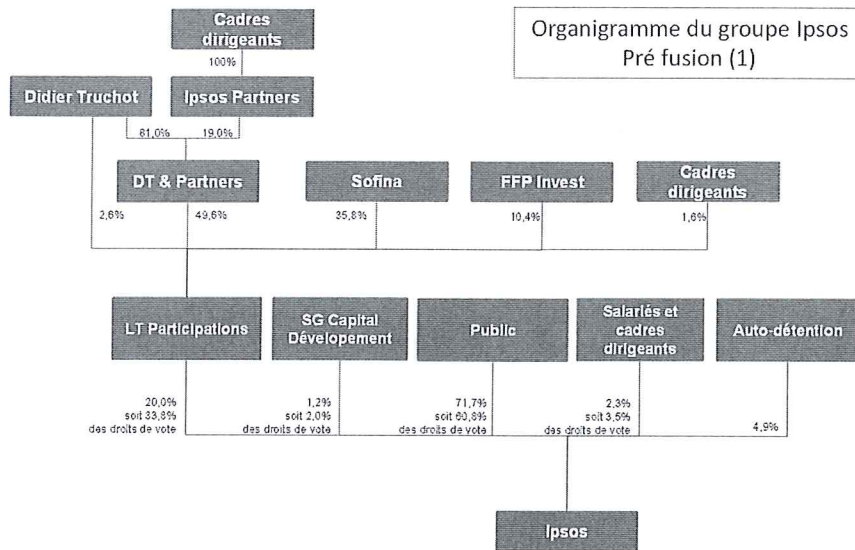 Organigramme du groupe Ipsos
Pré fusion (1)
Cadres
dirigeants
100%
Didier Truchot
Ipsos Partners
81,0%
19,0%
DT & Partners
Sofina
FFP Invest
Cadres
dirigeants
2,6%
49,6%
35,8%
10,4%
1,6%
LT Participations
SG Capital
Dévelopement
Public
Salariés et
cadres
dirigeants
Auto-détention
20,0%
soit 33,8%
des droits de vote
1,2%
soit 2,0%
des droits de vote
71,7%
soit 60,8%
des droits de vote
2,3%
soit 3,5%
des droits de vote
4,9%
Ipsos